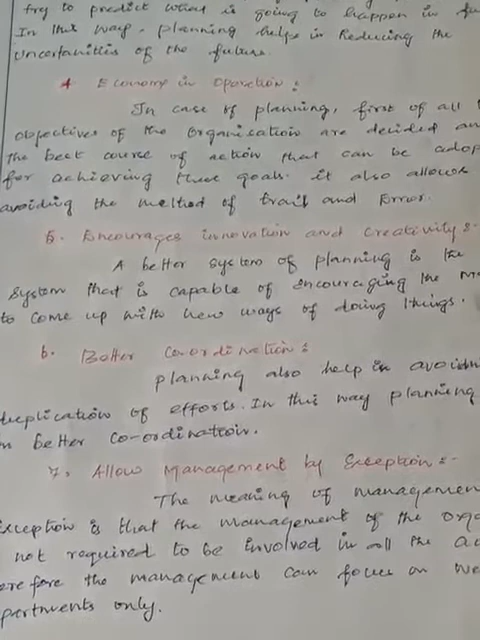 try to predict what is going to happen in fu
In this way, planning helps in Reducing the
Uncertanities of the future.
4 Economy in Operation :
In case of planning, first of all
objectives of the Organisation are decided an
the best course of action that can be adop
for achieving these goals. it also allows
avoiding the method of trail and Error.
5. Encourages innovation and Creativity :-
A better system of planning is the
System that is capable of encouraging the m
to come up with new ways of doing things.
6. Better Co-ordination :
planning also help in avoidin
duplication of efforts. In this way planning
in better co-ordination.
7. Allow Management by Exception :-
The meaning of managemen
Exception is that the management of the orga
not required to be involved in all the ac
erefore the management can focus on we
partments only.